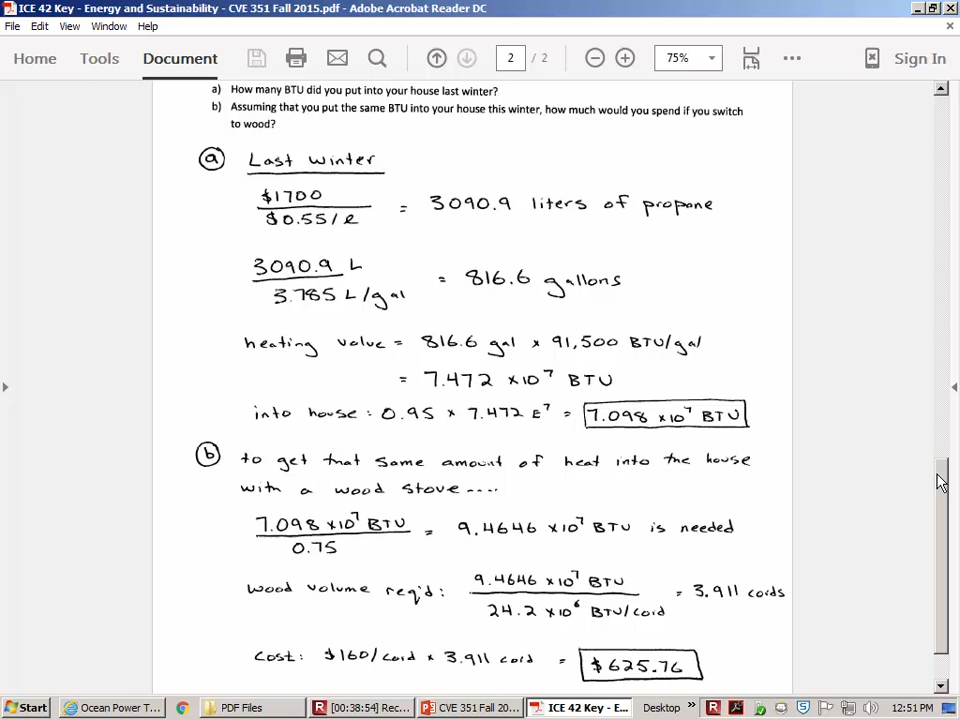 ICE 42 Key - Energy and Sustainability - CVE 351 Fall 2015.pdf - Adobe Acrobat Reader DC
File Edit View Window Help
Home Tools Document 2 / 2 75% Sign In
a) How many BTU did you put into your house last winter?
b) Assuming that you put the same BTU into your house this winter, how much would you spend if you switch
to wood?
a Last winter
$1700
$0.55/l = 3090.9 liters of propane
3090.9 L
3.785 L/gal = 816.6 gallons
heating value = 816.6 gal x 91,500 BTU/gal
= 7.472 x10^7 BTU
into house: 0.95 x 7.472 E^7 = 7.098 x10^7 BTU
b to get that same amount of heat into the house
with a wood stove....
7.098 x10^7 BTU
0.75 = 9.4646 x10^7 BTU is needed
wood volume req'd: 9.4646 x10^7 BTU
24.2 x10^6 BTU/cord = 3.911 cords
cost: $160/cord x 3.911 cord = $625.76
Start Ocean Power T... PDF Files [00:38:54] Rec... CVE 351 Fall 20... ICE 42 Key - E... Desktop » 12:51 PM